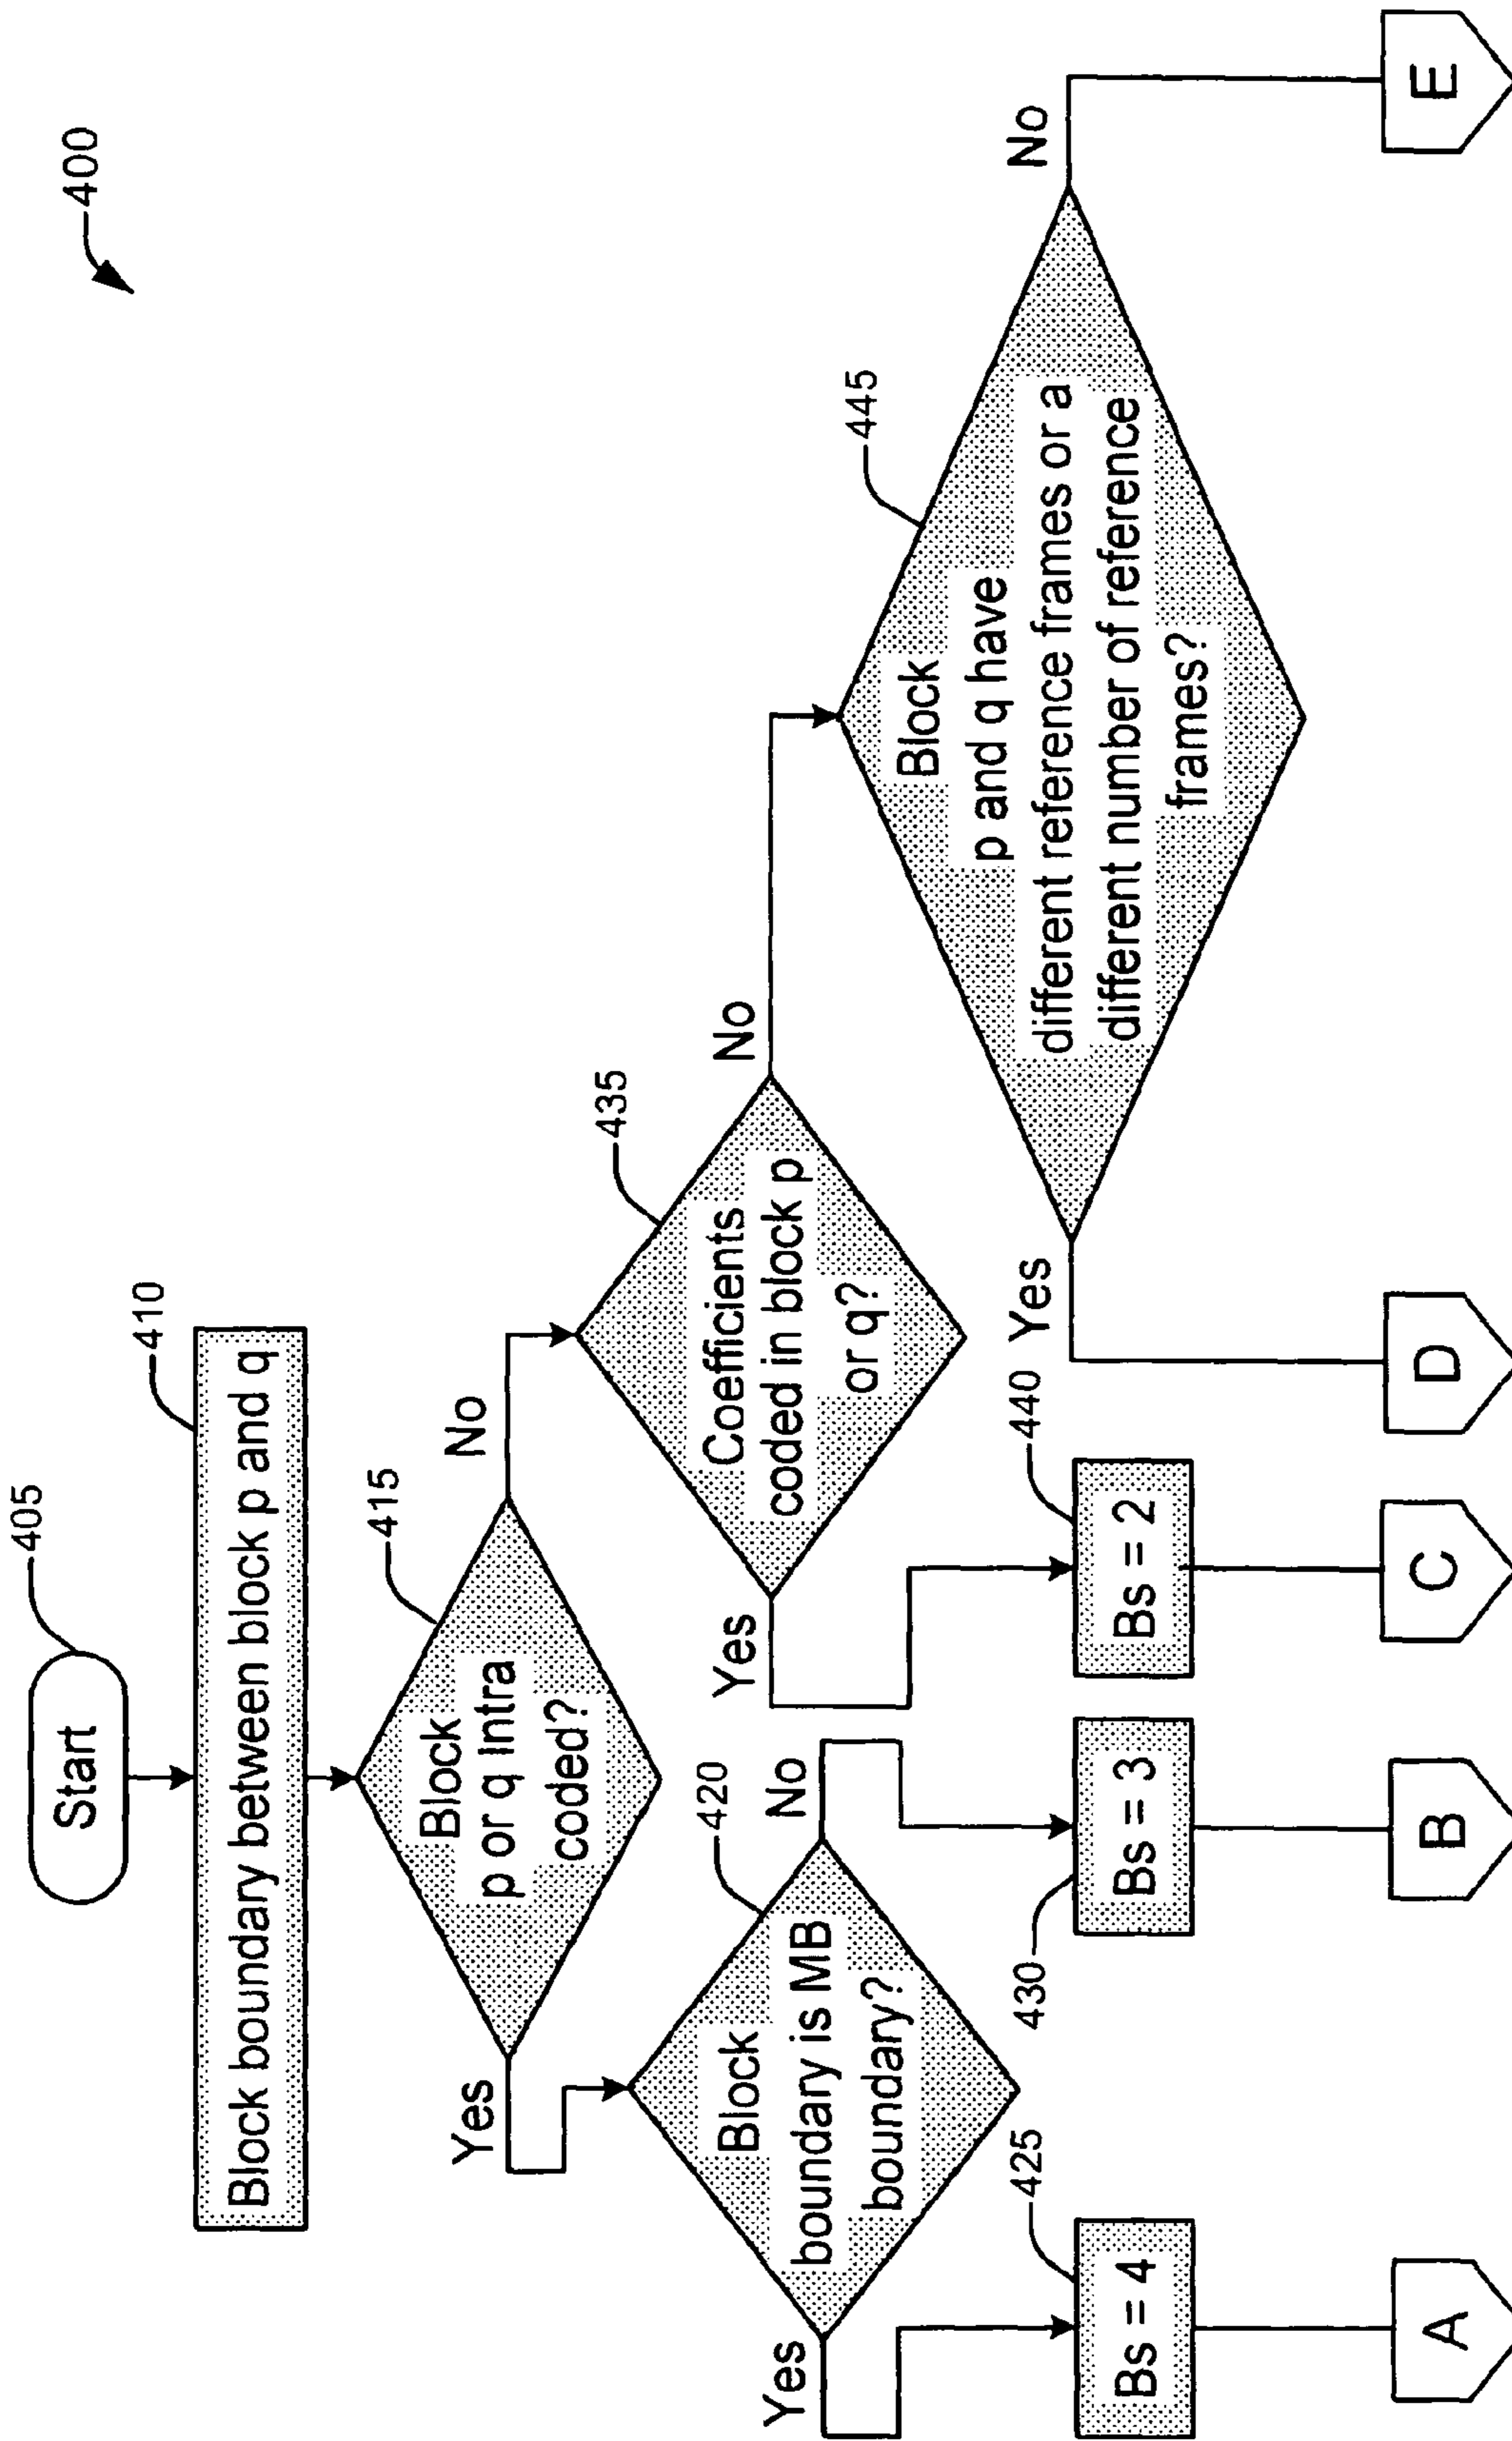 400
405
Start
410
Block boundary between block p and q
415
Block
p or q Intra
coded?
Yes
No
420
Block
boundary is MB
boundary?
Yes
No
435
Coefficients
coded in block p
or q?
Yes
No
445
Block
p and q have
different reference frames or a
different number of reference
frames?
Yes
No
425
Bs = 4
430
Bs = 3
440
Bs = 2
A
B
C
D
E